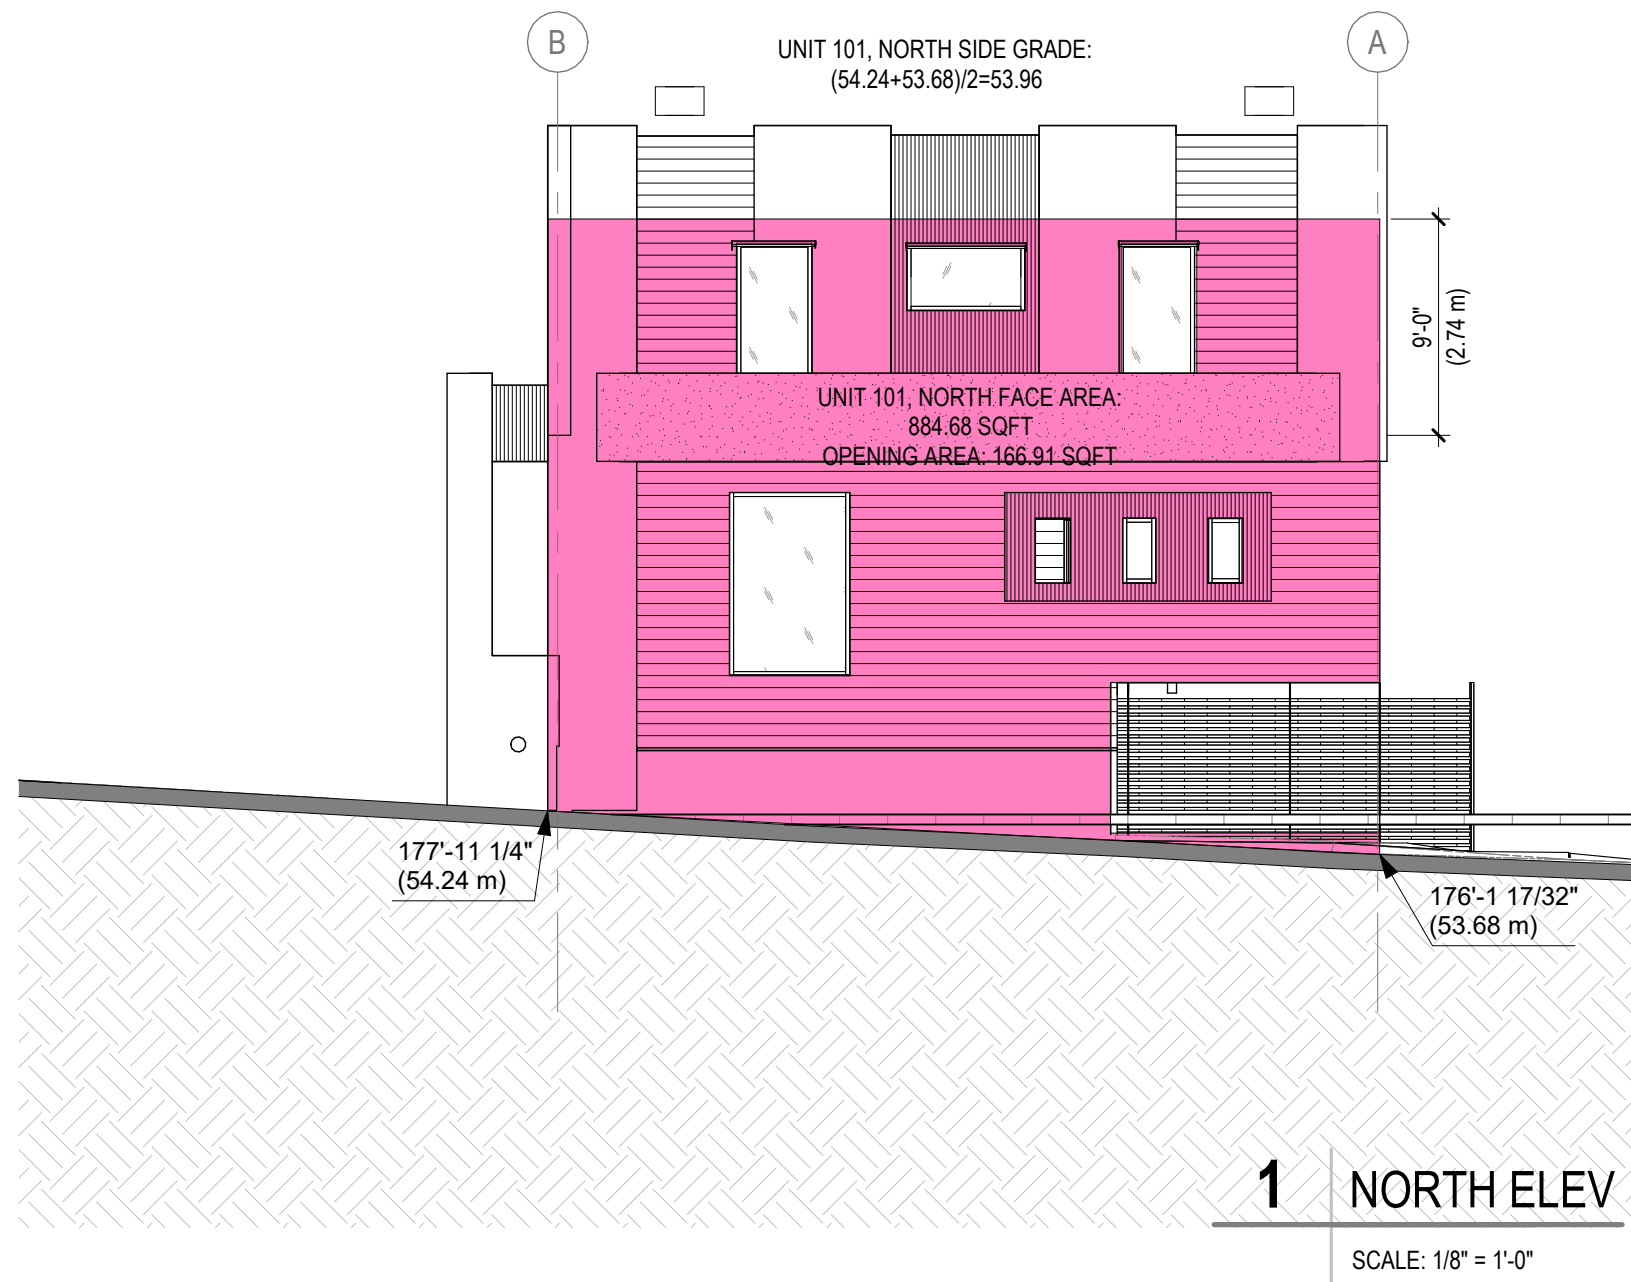 B
A
UNIT 101, NORTH SIDE GRADE:
(54.24+53.68)/2=53.96
9'-0"
(2.74 m)
UNIT 101, NORTH FACE AREA:
884.68 SQFT
OPENING AREA: 166.91 SQFT
177'-11 1/4"
(54.24 m)
176'-1 17/32"
(53.68 m)
1
NORTH ELEV
SCALE: 1/8" = 1'-0"